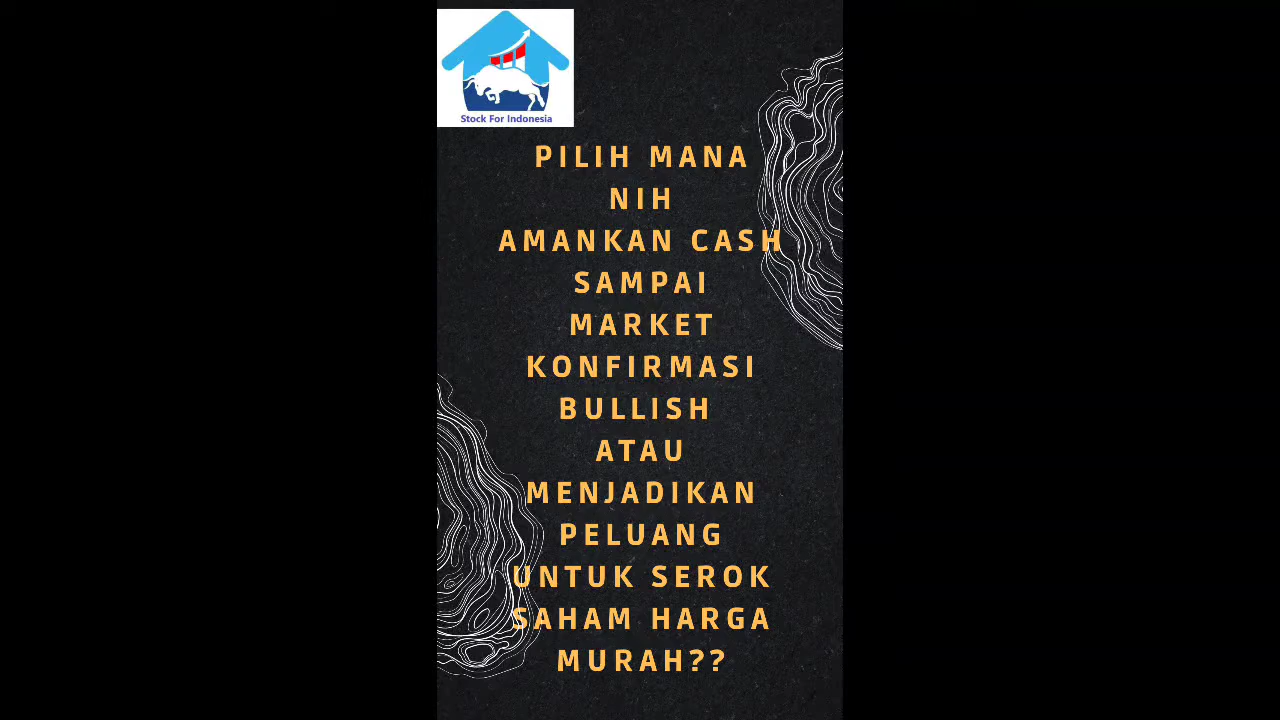 Stock For Indonesia
PILIH MANA
NIH
AMANKAN CASH
SAMPAI
MARKET
KONFIRMASI
BULLISH
ATAU
MENJADIKAN
PELUANG
UNTUK SEROK
SAHAM HARGA
MURAH??